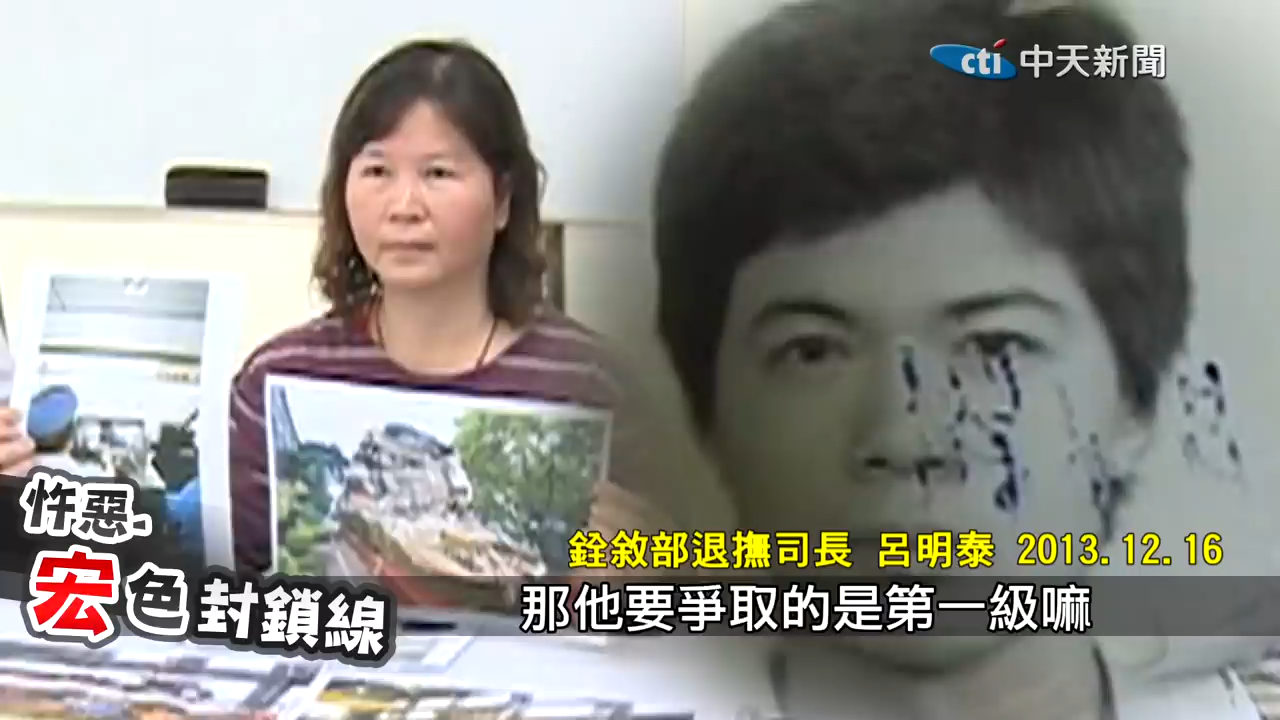 cti 中天新聞
忤惡-
宏色封鎖線
銓敘部退撫司長 呂明泰 2013.12.16
那他要爭取的是第一級嘛